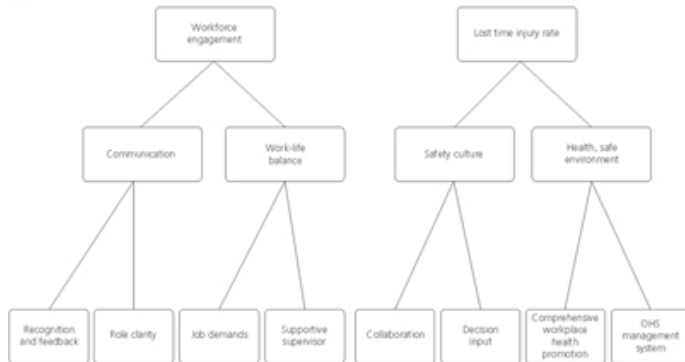 Workforce
engagement
Lost time injury rate
Communication
Work-life
balance
Safety culture
Health, safe
environment
Recognition
and feedback
Role clarity
Job demands
Supportive
supervisor
Collaboration
Decision
input
Comprehensive
workplace
health
promotion
OHS
management
system